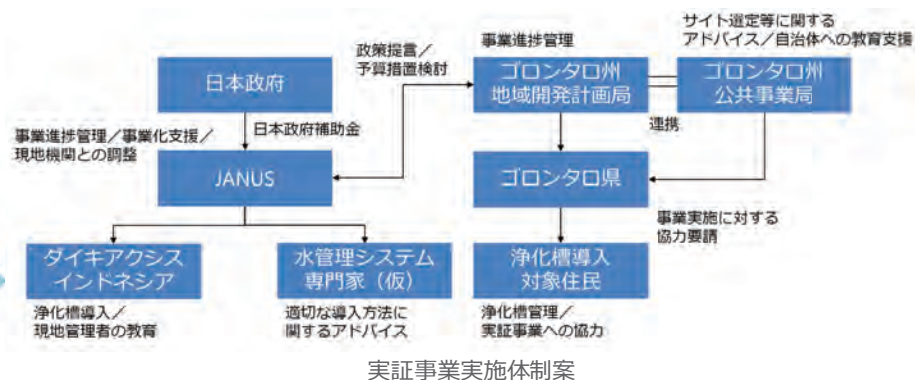 日本政府
日本政府補助金
事業進捗管理／事業化支援／
現地機関との調整
JANUS
ダイキアクシス
インドネシア
浄化槽導入／
現地管理者の教育
水管理システム
専門家（仮）
適切な導入方法に
関するアドバイス
政策提言／
予算措置検討
事業進捗管理
ゴロンタロ州
地域開発計画局
サイト選定等に関する
アドバイス／自治体への教育支援
ゴロンタロ州
公共事業局
連携
ゴロンタロ県
事業実施に対する
協力要請
浄化槽導入
対象住民
浄化槽管理／
実証事業への協力
実証事業実施体制案